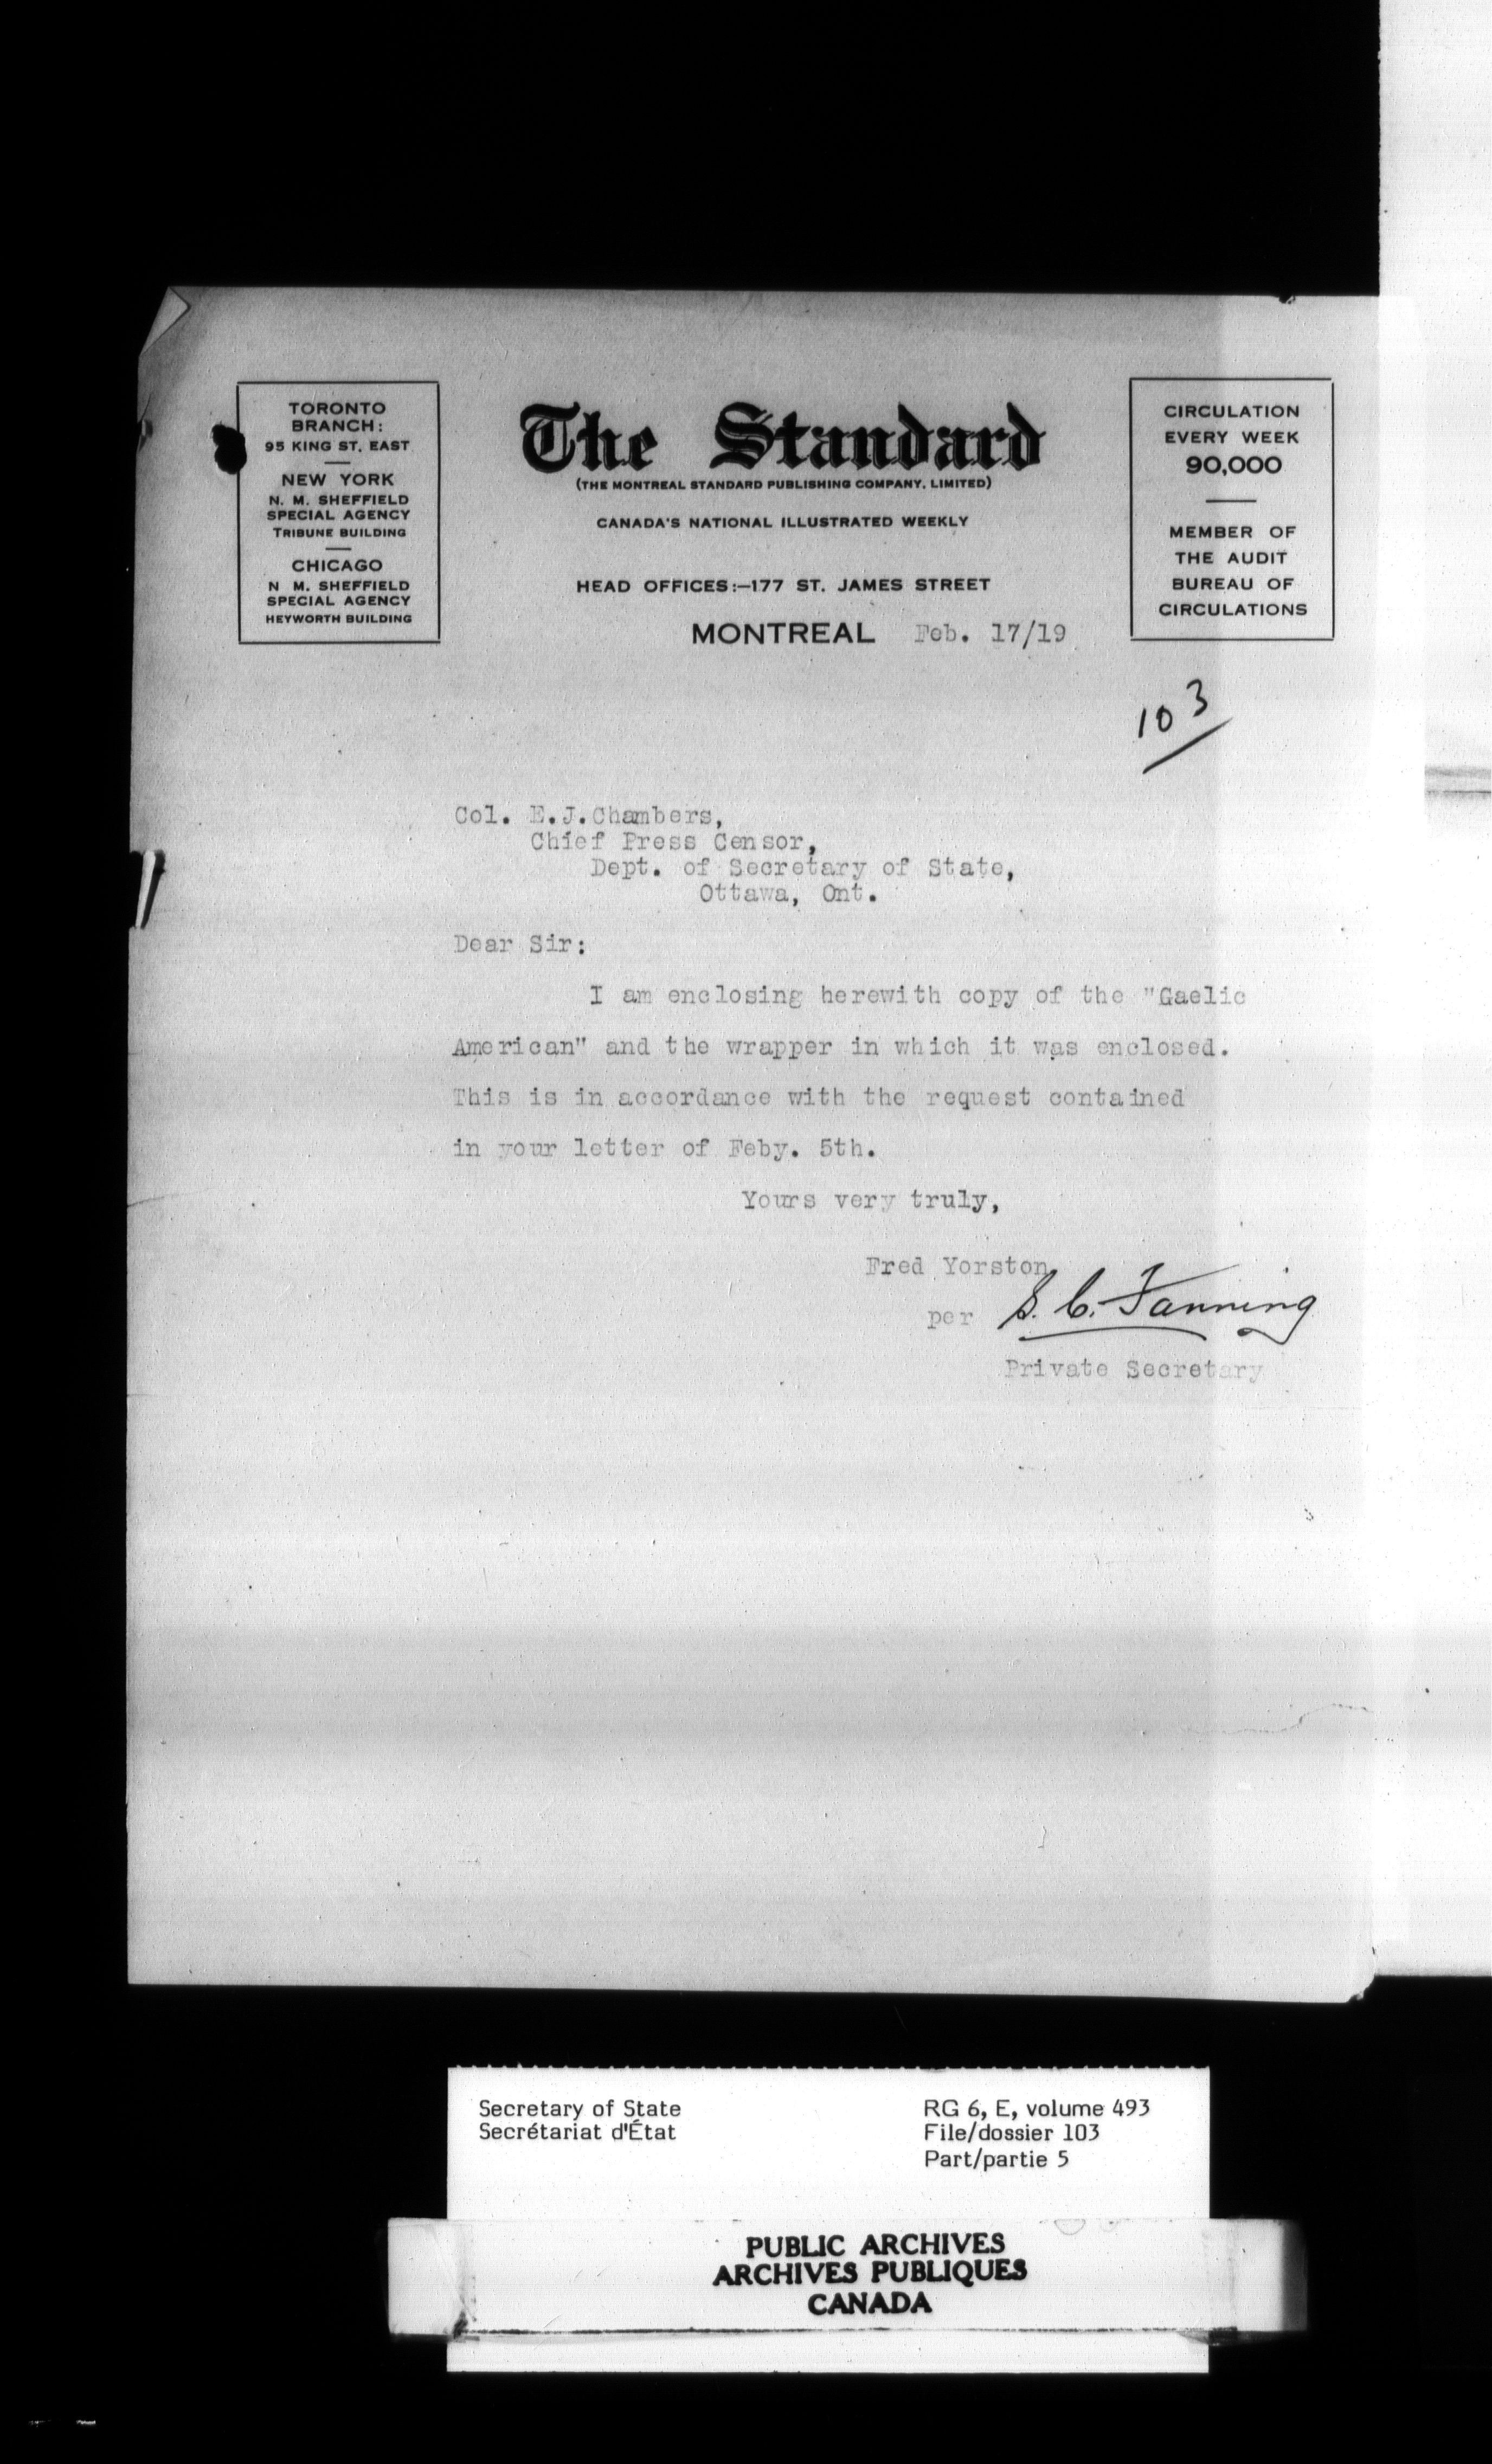 TORONTO
BRANCH:
95 KING ST. EAST
NEW YORK
N. M. SHEFFIELD
SPECIAL AGENCY
TRIBUNE BUILDING
CHICAGO
N M. SHEFFIELD
SPECIAL AGENCY
HEYWORTH BUILDING
The Standard
(THE MONTREAL STANDARD PUBLISHING COMPANY, LIMITED)
CANADA'S NATIONAL ILLUSTRATED WEEKLY
HEAD OFFICES:—177 ST. JAMES STREET
MONTREAL Feb. 17/19
CIRCULATION
EVERY WEEK
90,000
MEMBER OF
THE AUDIT
BUREAU OF
CIRCULATIONS
103
Col. E.J.Chambers,
Chief Press Censor,
Dept. of Secretary of State,
Ottawa, Ont.
Dear Sir:
I am enclosing herewith copy of the "Gaelic
American" and the wrapper in which it was enclosed.
This is in accordance with the request contained
in your letter of Feby. 5th.
Yours very truly,
Fred Yorston
per S. C. Fanning
Private Secretary
Secretary of State
Secrétariat d'État
RG 6, E, volume 493
File/dossier 103
Part/partie 5
PUBLIC ARCHIVES
ARCHIVES PUBLIQUES
CANADA